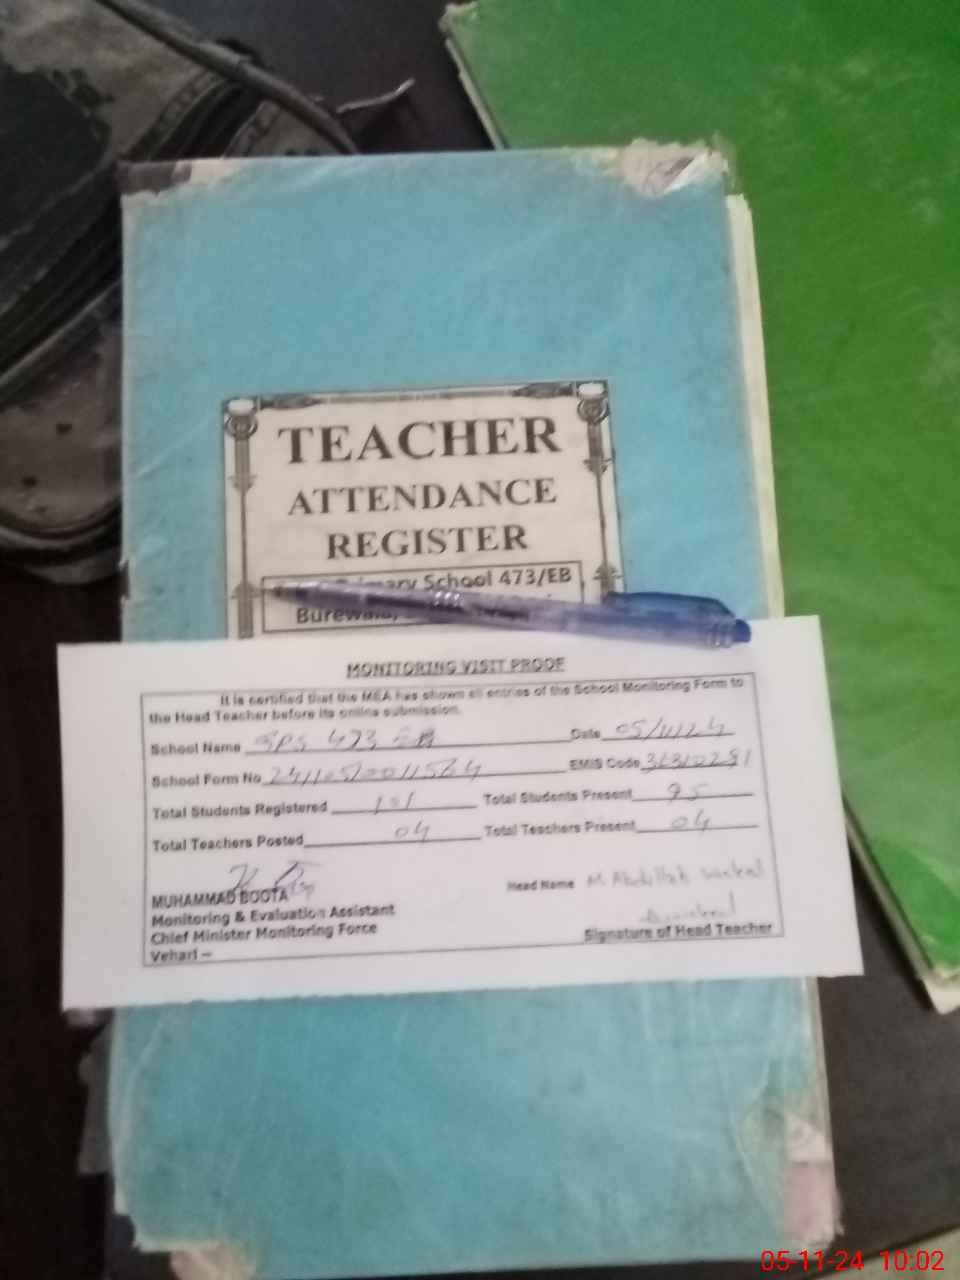 TEACHER
ATTENDANCE
REGISTER
Primary School 473/EB
Burewala,
MONITORING VISIT PROOF
It is certified that the MEA has shown all entries of the School Monitoring Form to
the Head Teacher before its online submission.
School Name GPS 473 EB Date 05/11/24
School Form No EMIS Code
Total Students Registered 101 Total Students Present 95
Total Teachers Posted 04 Total Teachers Present 04
Head Name M Abdullah
MUHAMMAD BOOTA
Monitoring & Evaluation Assistant
Chief Minister Monitoring Force
Signature of Head Teacher
Vehari –
05-11-24 10:02